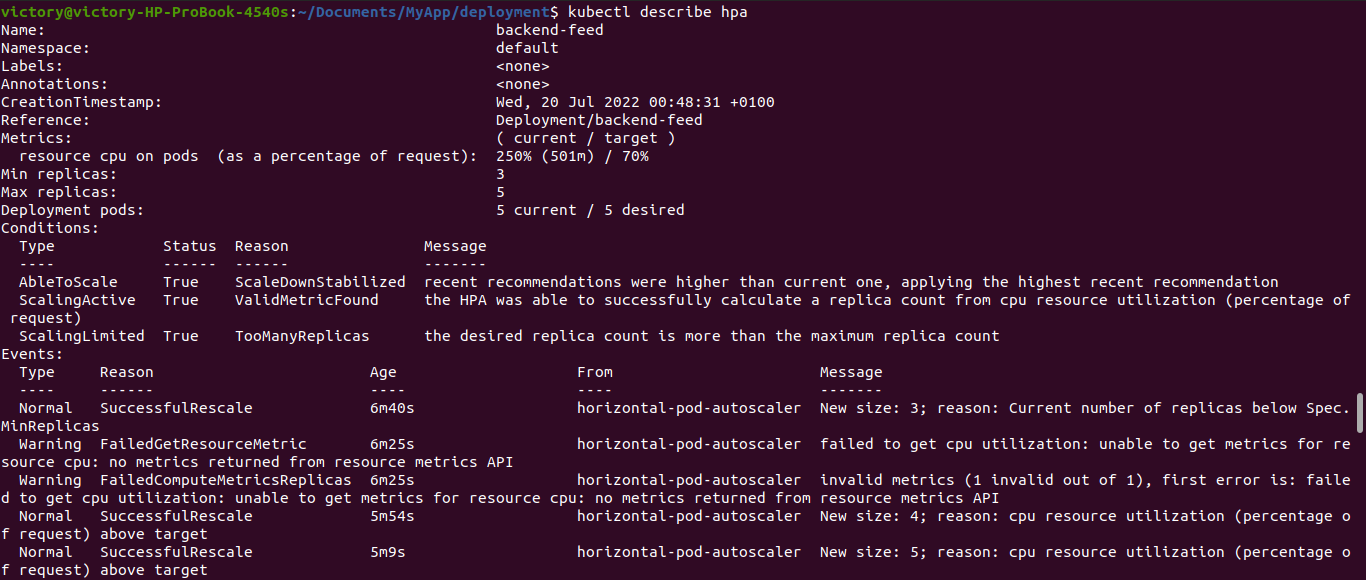 victory@victory-HP-ProBook-4540s:~/Documents/MyApp/deployment$ kubectl describe hpa
Name:                                                  backend-feed
Namespace:                                             default
Labels:                                                <none>
Annotations:                                           <none>
CreationTimestamp:                                     Wed, 20 Jul 2022 00:48:31 +0100
Reference:                                             Deployment/backend-feed
Metrics:                                               ( current / target )
  resource cpu on pods  (as a percentage of request):  250% (501m) / 70%
Min replicas:                                          3
Max replicas:                                          5
Deployment pods:                                       5 current / 5 desired
Conditions:
  Type            Status  Reason               Message
  ----            ------  ------               -------
  AbleToScale     True    ScaleDownStabilized  recent recommendations were higher than current one, applying the highest recent recommendation
  ScalingActive   True    ValidMetricFound     the HPA was able to successfully calculate a replica count from cpu resource utilization (percentage of
 request)
  ScalingLimited  True    TooManyReplicas      the desired replica count is more than the maximum replica count
Events:
  Type     Reason                        Age                    From                       Message
  ----     ------                        ----                   ----                       -------
  Normal   SuccessfulRescale             6m40s                  horizontal-pod-autoscaler  New size: 3; reason: Current number of replicas below Spec.
MinReplicas
  Warning  FailedGetResourceMetric       6m25s                  horizontal-pod-autoscaler  failed to get cpu utilization: unable to get metrics for re
source cpu: no metrics returned from resource metrics API
  Warning  FailedComputeMetricsReplicas  6m25s                  horizontal-pod-autoscaler  invalid metrics (1 invalid out of 1), first error is: faile
d to get cpu utilization: unable to get metrics for resource cpu: no metrics returned from resource metrics API
  Normal   SuccessfulRescale             5m54s                  horizontal-pod-autoscaler  New size: 4; reason: cpu resource utilization (percentage o
f request) above target
  Normal   SuccessfulRescale             5m9s                   horizontal-pod-autoscaler  New size: 5; reason: cpu resource utilization (percentage o
f request) above target